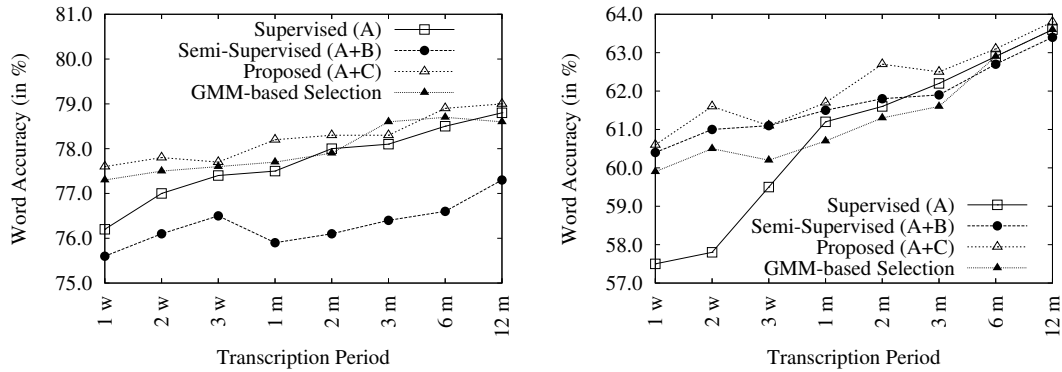 81.0
80.0
79.0
78.0
77.0
76.0
75.0
Word Accuracy (in %)
Supervised (A)
Semi-Supervised (A+B)
Proposed (A+C)
GMM-based Selection
1 w
2 w
3 w
1 m
2 m
3 m
6 m
12 m
Transcription Period
64.0
63.0
62.0
61.0
60.0
59.0
58.0
57.0
Word Accuracy (in %)
Supervised (A)
Semi-Supervised (A+B)
Proposed (A+C)
GMM-based Selection
1 w
2 w
3 w
1 m
2 m
3 m
6 m
12 m
Transcription Period